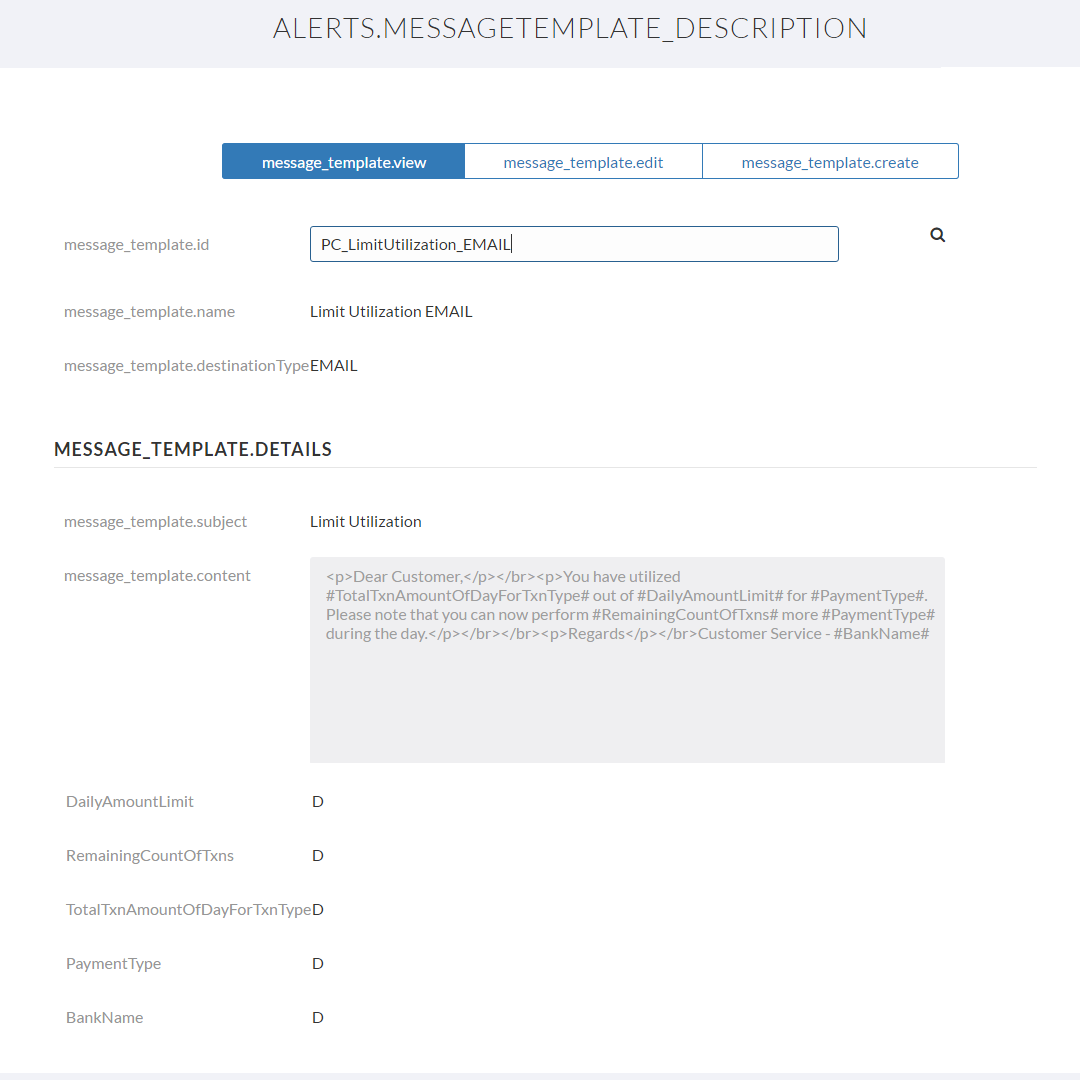 ALERTS.MESSAGETEMPLATE_DESCRIPTION
message_template.view message_template.edit message_template.create
message_template.id PC_LimitUtilization_EMAIL
message_template.name Limit Utilization EMAIL
message_template.destinationType EMAIL
MESSAGE_TEMPLATE.DETAILS
message_template.subject Limit Utilization
message_template.content <p>Dear Customer,</p></br><p>You have utilized
#TotalTxnAmountOfDayForTxnType# out of #DailyAmountLimit# for #PaymentType#.
Please note that you can now perform #RemainingCountOfTxns# more #PaymentType#
during the day.</p></br></br><p>Regards</p></br>Customer Service - #BankName#
DailyAmountLimit D
RemainingCountOfTxns D
TotalTxnAmountOfDayForTxnType D
PaymentType D
BankName D